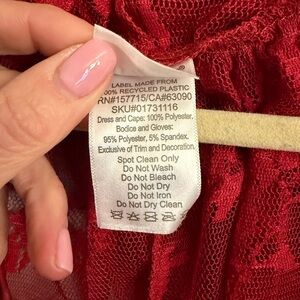 LABEL MADE FROM
100% RECYCLED PLASTIC
RN#157715/CA#63090
SKU#01731116
Dress and Caps: 100% Polyester.
Bodice and Gloves:
95% Polyester, 5% Spandex.
Exclusive of Trim and Decoration.
Spot Clean Only
Do Not Wash
Do Not Bleach
Do Not Dry
Do Not Iron
Do Not Dry Clean